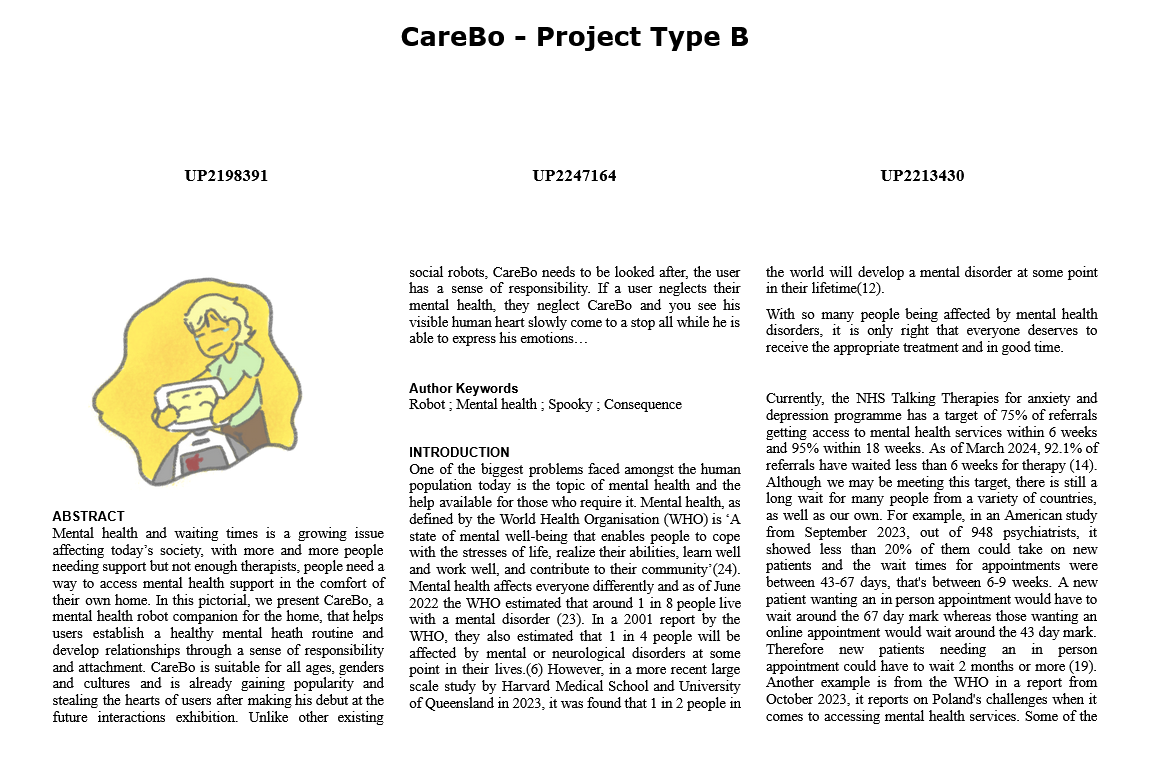 CareBo - Project Type B
UP2198391
UP2247164
UP2213430
ABSTRACT
Mental health and waiting times is a growing issue
affecting today's society, with more and more people
needing support but not enough therapists, people need a
way to access mental health support in the comfort of
their own home. In this pictorial, we present CareBo, a
mental health robot companion for the home, that helps
users establish a healthy mental heath routine and
develop relationships through a sense of responsibility
and attachment. CareBo is suitable for all ages, genders
and cultures and is already gaining popularity and
stealing the hearts of users after making his debut at the
future interactions exhibition. Unlike other existing
social robots, CareBo needs to be looked after, the user
has a sense of responsibility. If a user neglects their
mental health, they neglect CareBo and you see his
visible human heart slowly come to a stop all while he is
able to express his emotions…
Author Keywords
Robot ; Mental health ; Spooky ; Consequence
INTRODUCTION
One of the biggest problems faced amongst the human
population today is the topic of mental health and the
help available for those who require it. Mental health, as
defined by the World Health Organisation (WHO) is ‘A
state of mental well-being that enables people to cope
with the stresses of life, realize their abilities, learn well
and work well, and contribute to their community’(24).
Mental health affects everyone differently and as of June
2022 the WHO estimated that around 1 in 8 people live
with a mental disorder (23). In a 2001 report by the
WHO, they also estimated that 1 in 4 people will be
affected by mental or neurological disorders at some
point in their lives.(6) However, in a more recent large
scale study by Harvard Medical School and University
of Queensland in 2023, it was found that 1 in 2 people in
the world will develop a mental disorder at some point
in their lifetime(12).
With so many people being affected by mental health
disorders, it is only right that everyone deserves to
receive the appropriate treatment and in good time.
Currently, the NHS Talking Therapies for anxiety and
depression programme has a target of 75% of referrals
getting access to mental health services within 6 weeks
and 95% within 18 weeks. As of March 2024, 92.1% of
referrals have waited less than 6 weeks for therapy (14).
Although we may be meeting this target, there is still a
long wait for many people from a variety of countries,
as well as our own. For example, in an American study
from September 2023, out of 948 psychiatrists, it
showed less than 20% of them could take on new
patients and the wait times for appointments were
between 43-67 days, that's between 6-9 weeks. A new
patient wanting an in person appointment would have to
wait around the 67 day mark whereas those wanting an
online appointment would wait around the 43 day mark.
Therefore new patients needing an in person
appointment could have to wait 2 months or more (19).
Another example is from the WHO in a report from
October 2023, it reports on Poland's challenges when it
comes to accessing mental health services. Some of the